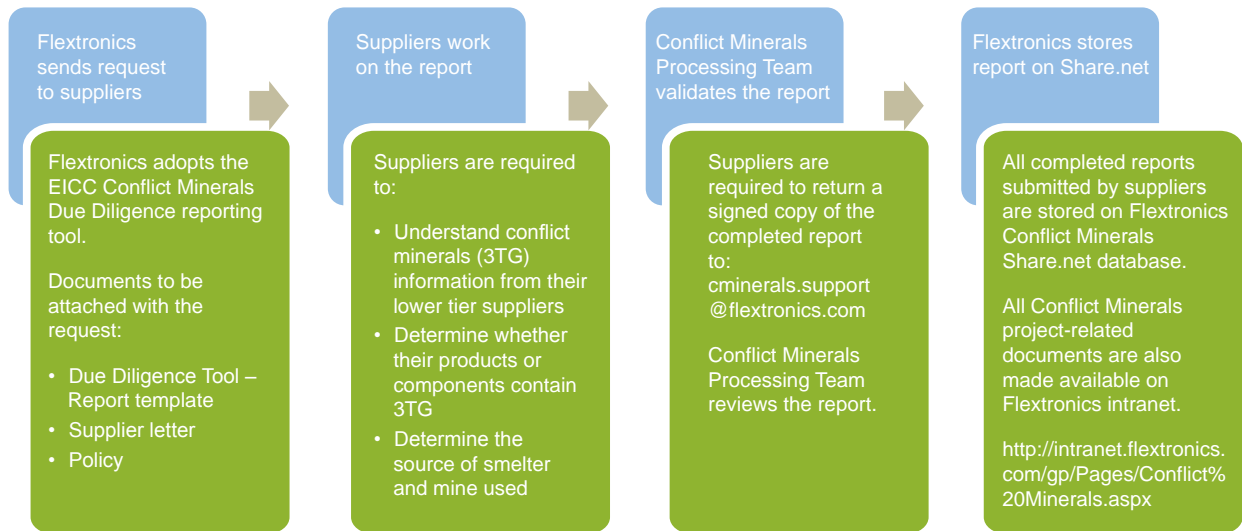 Flextronics
sends request
to suppliers
Flextronics adopts the
EICC Conflict Minerals
Due Diligence reporting
tool.
Documents to be
attached with the
request:
• Due Diligence Tool –
Report template
• Supplier letter
• Policy
Suppliers work
on the report
Suppliers are required
to:
• Understand conflict
minerals (3TG)
information from their
lower tier suppliers
• Determine whether
their products or
components contain
3TG
• Determine the
source of smelter
and mine used
Conflict Minerals
Processing Team
validates the report
Suppliers are
required to return a
signed copy of the
completed report
to:
cminerals.support
@flextronics.com
Conflict Minerals
Processing Team
reviews the report.
Flextronics stores
report on Share.net
All completed reports
submitted by suppliers
are stored on Flextronics
Conflict Minerals
Share.net database.
All Conflict Minerals
project-related
documents are also
made available on
Flextronics intranet.
http://intranet.flextronics.
com/gp/Pages/Conflict%
20Minerals.aspx